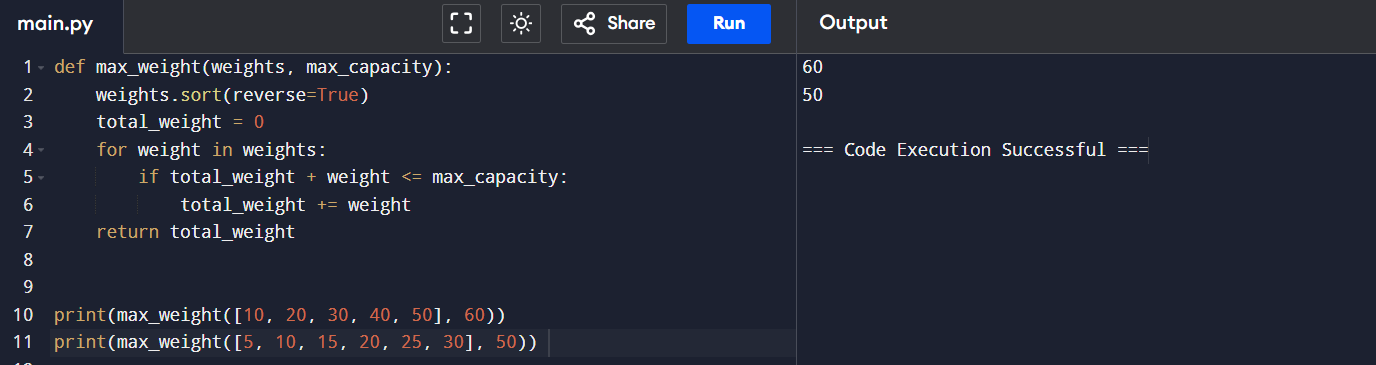 main.py Share Run Output
1 def max_weight(weights, max_capacity):
2     weights.sort(reverse=True)
3     total_weight = 0
4     for weight in weights:
5         if total_weight + weight <= max_capacity:
6             total_weight += weight
7     return total_weight
8
9
10 print(max_weight([10, 20, 30, 40, 50], 60))
11 print(max_weight([5, 10, 15, 20, 25, 30], 50))
60
50
=== Code Execution Successful ===